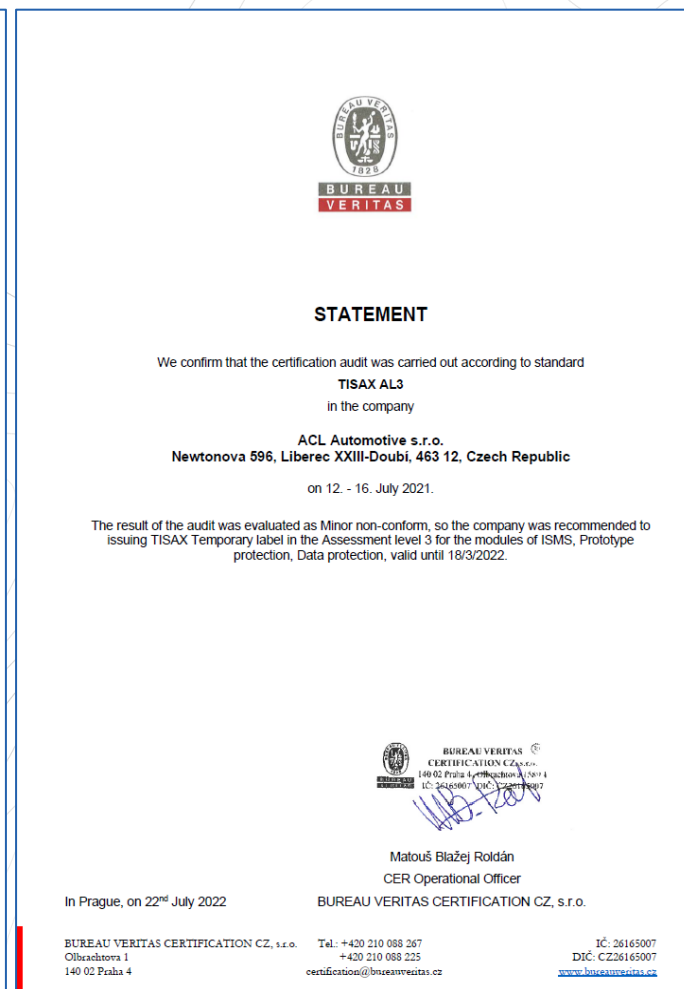 BUREAU VERITAS
1828
BUREAU
VERITAS
STATEMENT
We confirm that the certification audit was carried out according to standard
TISAX AL3
in the company
ACL Automotive s.r.o.
Newtonova 596, Liberec XXIII-Doubí, 463 12, Czech Republic
on 12. - 16. July 2021.
The result of the audit was evaluated as Minor non-conform, so the company was recommended to
issuing TISAX Temporary label in the Assessment level 3 for the modules of ISMS, Prototype
protection, Data protection, valid until 18/3/2022.
BUREAU VERITAS
CERTIFICATION CZ, s.r.o.
140 02 Praha 4, Olbrachtova
IČ: 26165007 DIČ: CZ26165007
Matouš Blažej Roldán
CER Operational Officer
In Prague, on 22nd July 2022 BUREAU VERITAS CERTIFICATION CZ, s.r.o.
BUREAU VERITAS CERTIFICATION CZ, s.r.o. Tel.: +420 210 088 267 IČ: 26165007
Olbrachtova 1 +420 210 088 225 DIČ: CZ26165007
140 02 Praha 4 certification@bureauveritas.cz www.bureauveritas.cz